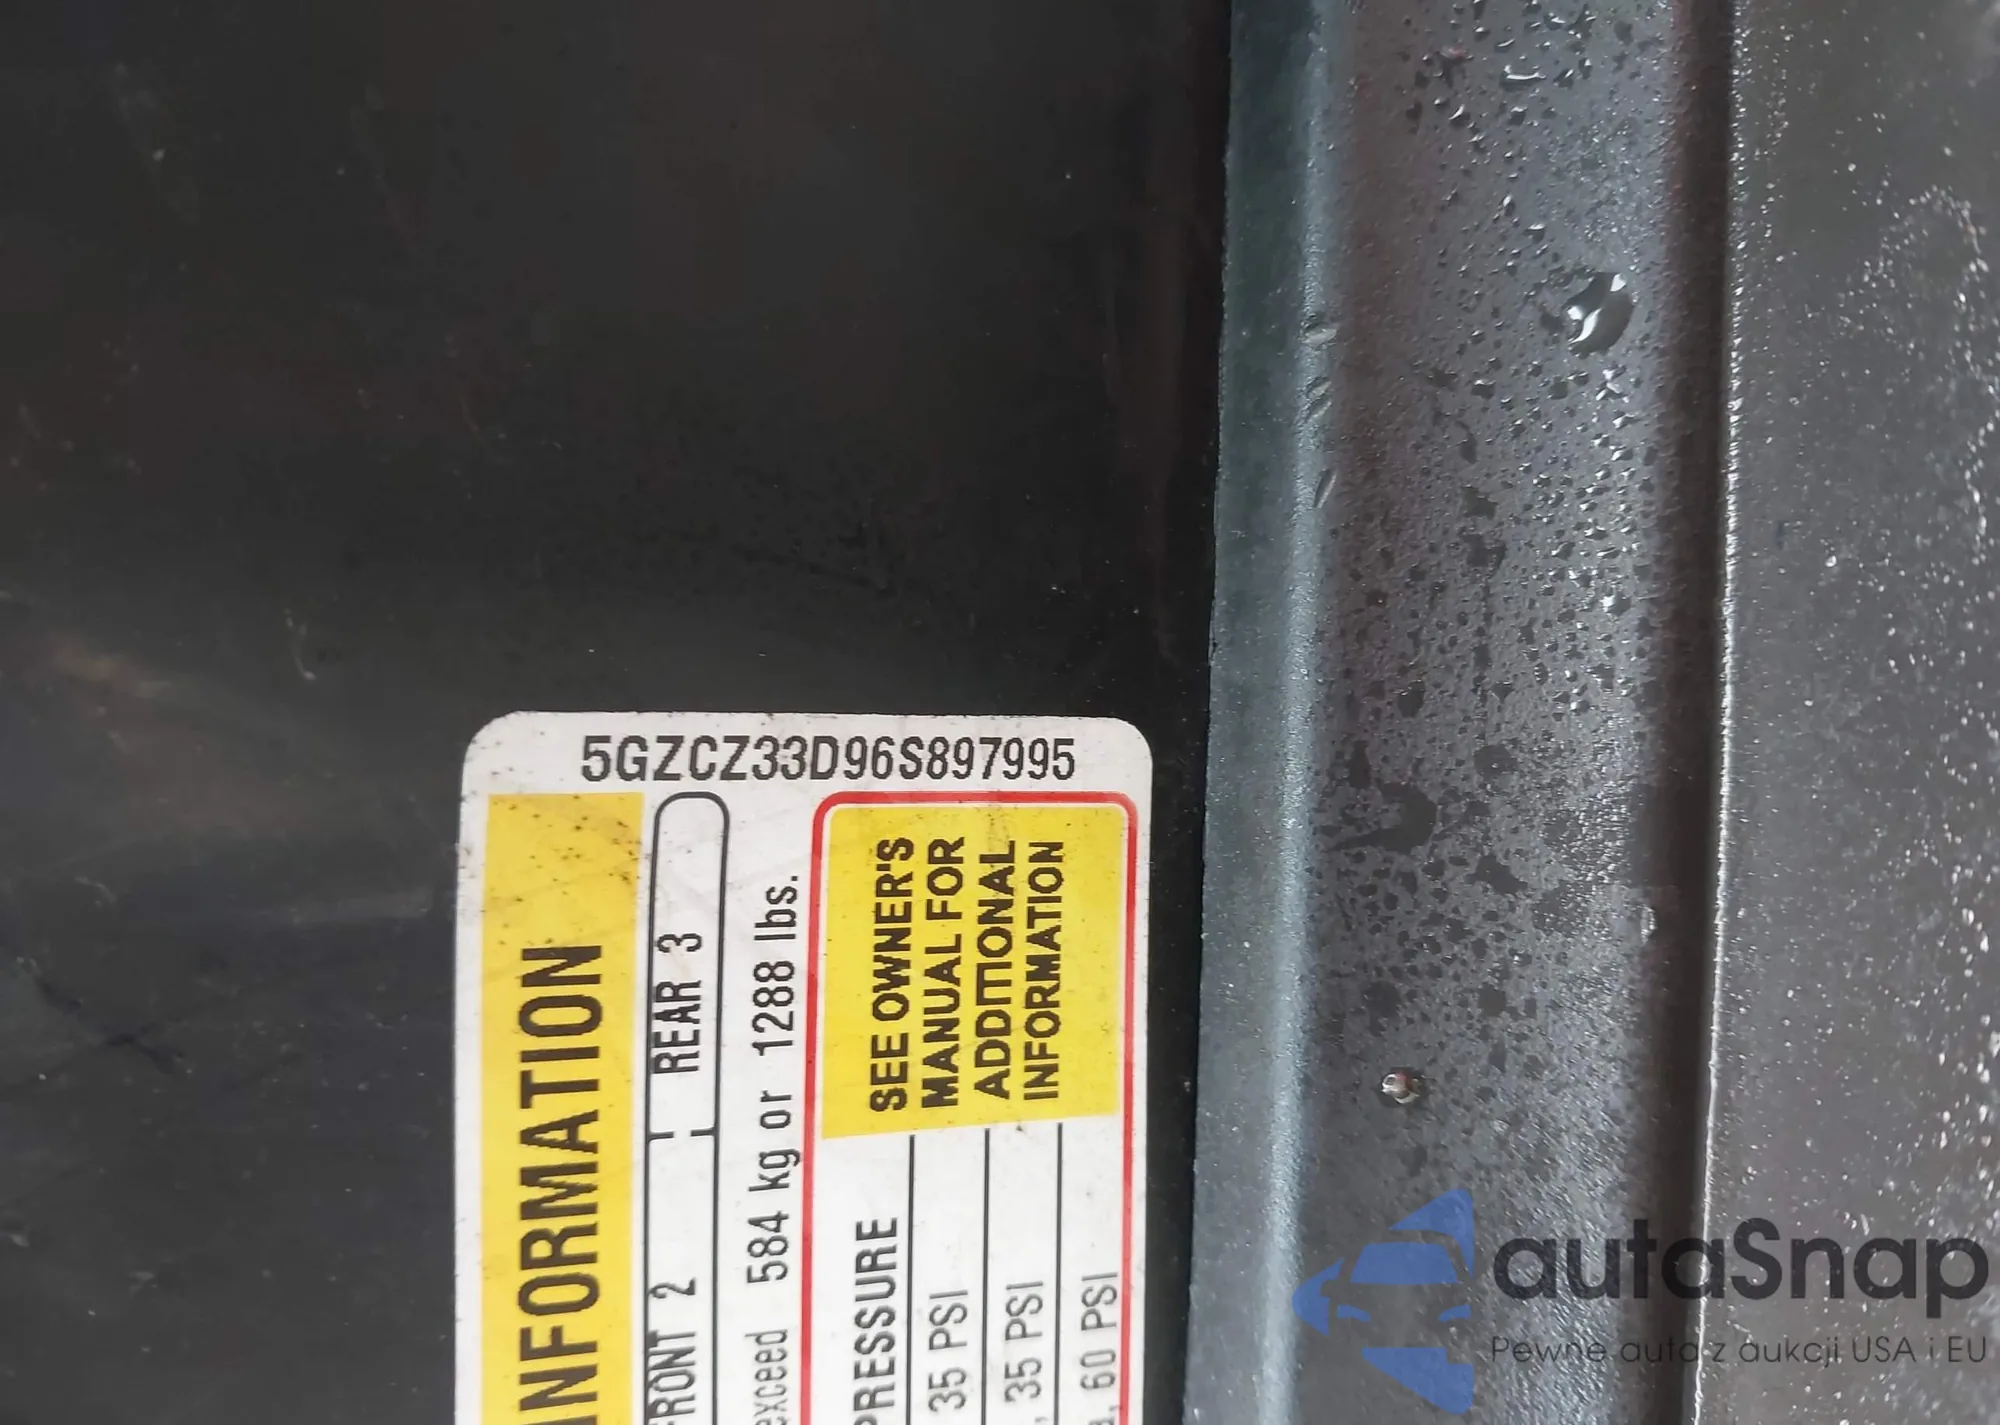 5GZCZ33D96S897995
INFORMATION
FRONT 2 REAR 3
exceed 584 kg or 1288 lbs.
PRESSURE
35 PSI
, 35 PSI
, 60 PSI
SEE OWNER'S
MANUAL FOR
ADDITIONAL
INFORMATION
autaSnap
Pewne auta z aukcji USA i EU